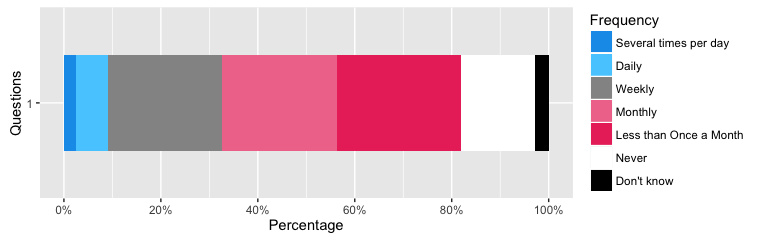 Frequency
Several times per day
Daily
Weekly
Monthly
Less than Once a Month
Never
Don't know
Questions
1
0%
20%
40%
60%
80%
100%
Percentage